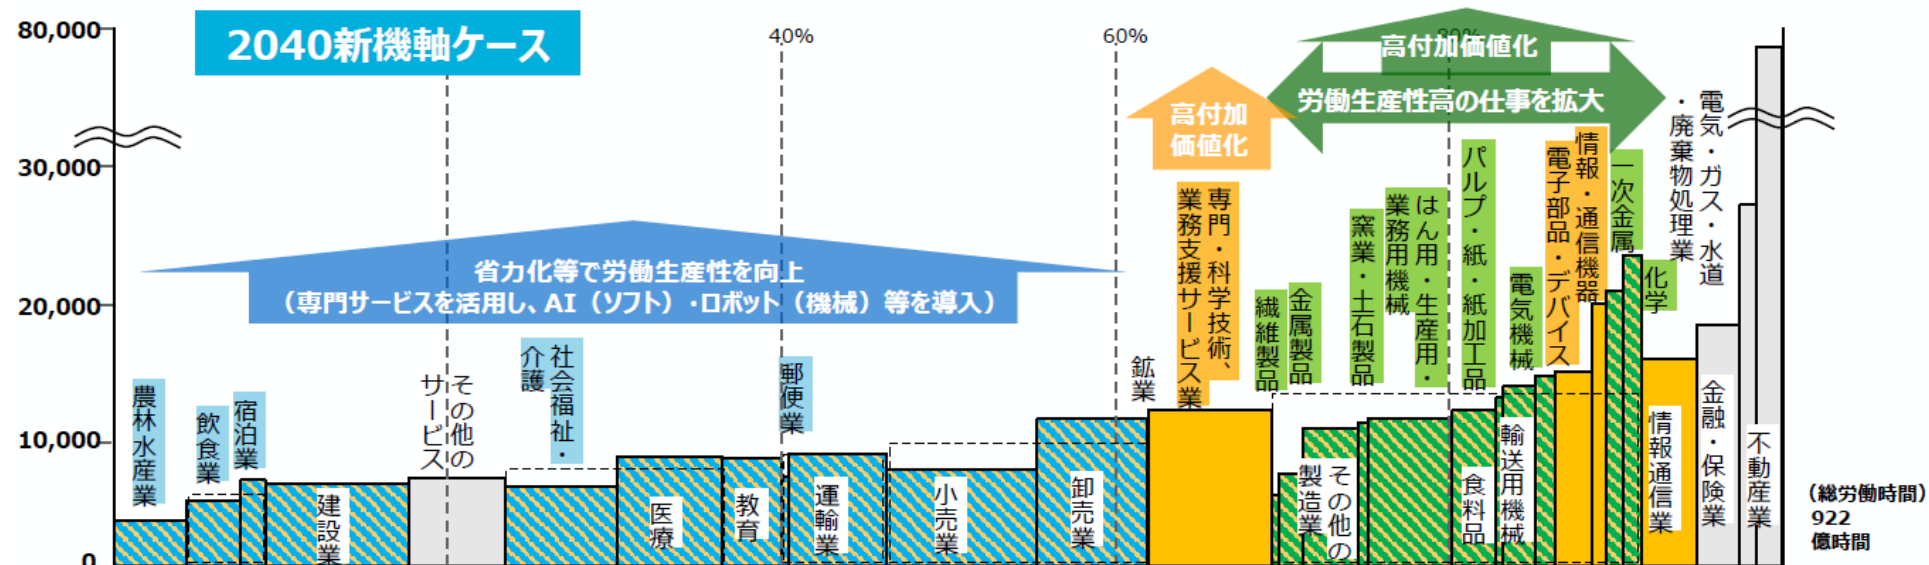 80,000
30,000
20,000
10,000
0
2040新機軸ケース
40%
60%
80%
高付加価値化
労働生産性高の仕事を拡大
高付加
価値化
省力化等で労働生産性を向上
（専門サービスを活用し、AI（ソフト）・ロボット（機械）等を導入）
農林水産業
飲食業
宿泊業
建設業
その他の
サービス
社会福祉・
介護
医療
教育
郵便業
運輸業
小売業
卸売業
鉱業
専門・科学技術、
業務支援サービス業
繊維製品
金属製品
その他の
製造業
窯業・土石製品
はん用・生産用・
業務用機械
パルプ・紙・紙加工品
食料品
輸送用機械
電気機械
情報・通信機器
電子部品・デバイス
一次金属
化学
情報通信業
電気・ガス・水道
・廃棄物処理業
金融・保険業
不動産業
（総労働時間）
922
億時間